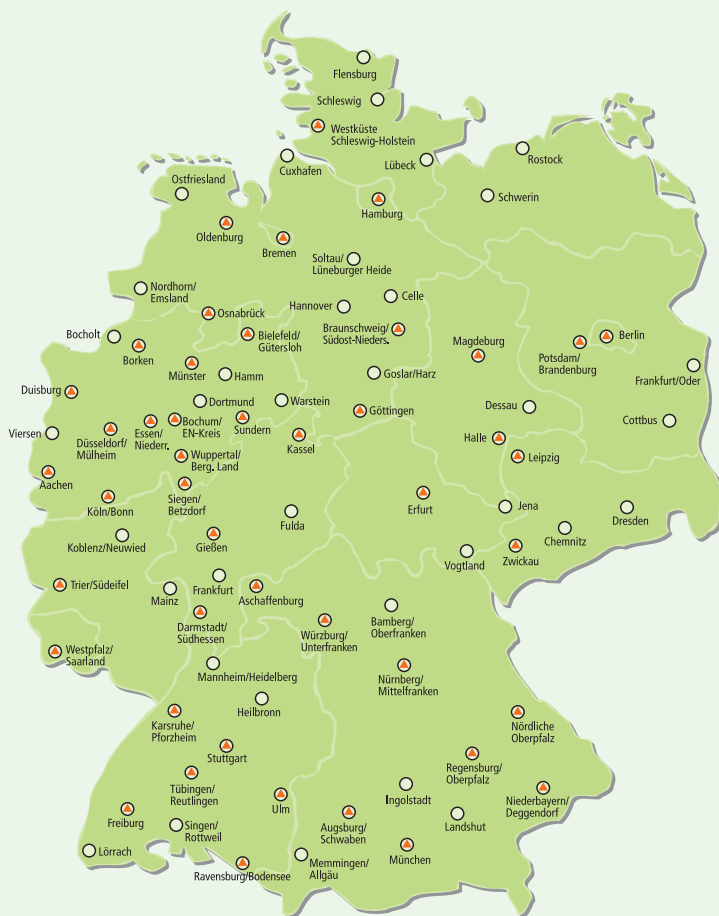 Flensburg
Schleswig
Westküste
Schleswig-Holstein
Cuxhafen
Lübeck
Rostock
Ostfriesland
Schwerin
Hamburg
Oldenburg
Bremen
Soltau/
Lüneburger Heide
Nordhorn/
Emsland
Celle
Hannover
Osnabrück
Bocholt
Borken
Bielefeld/
Gütersloh
Braunschweig/
Südost-Nieders.
Magdeburg
Potsdam/
Brandenburg
Berlin
Münster
Hamm
Goslar/Harz
Frankfurt/Oder
Duisburg
Dortmund
Warstein
Göttingen
Dessau
Cottbus
Viersen
Düsseldorf/
Mülheim
Essen/
Niederr.
Bochum/
EN-Kreis
Sundern
Kassel
Halle
Leipzig
Wuppertal/
Berg. Land
Aachen
Siegen/
Betzdorf
Köln/Bonn
Fulda
Erfurt
Jena
Dresden
Koblenz/Neuwied
Gießen
Chemnitz
Vogtland
Zwickau
Trier/Südeifel
Mainz
Frankfurt
Aschaffenburg
Darmstadt/
Südhessen
Würzburg/
Unterfranken
Bamberg/
Oberfranken
Westpfalz/
Saarland
Mannheim/Heidelberg
Nürnberg/
Mittelfranken
Heilbronn
Karsruhe/
Pforzheim
Nördliche
Oberpfalz
Stuttgart
Regensburg/
Oberpfalz
Tübingen/
Reutlingen
Ulm
Ingolstadt
Niederbayern/
Deggendorf
Freiburg
Singen/
Rottweil
Augsburg/
Schwaben
Landshut
Lörrach
München
Memmingen/
Allgäu
Ravensburg/Bodensee